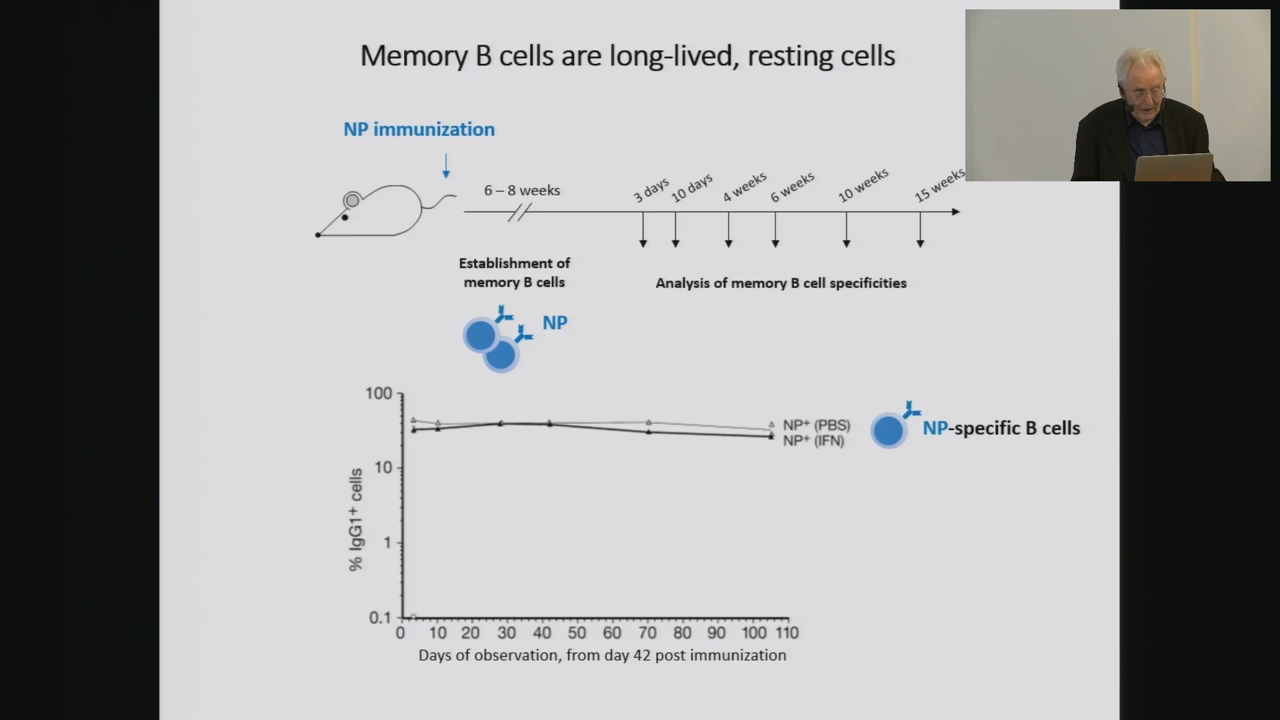 Memory B cells are long-lived, resting cells
NP immunization
6 – 8 weeks
3 days
10 days
4 weeks
6 weeks
10 weeks
15 weeks
Establishment of
memory B cells
Analysis of memory B cell specificities
NP
100
10
1
0.1
% IgG1⁺ cells
NP⁺ (PBS)
NP⁺ (IFN)
NP-specific B cells
0 10 20 30 40 50 60 70 80 90 100 110
Days of observation, from day 42 post immunization